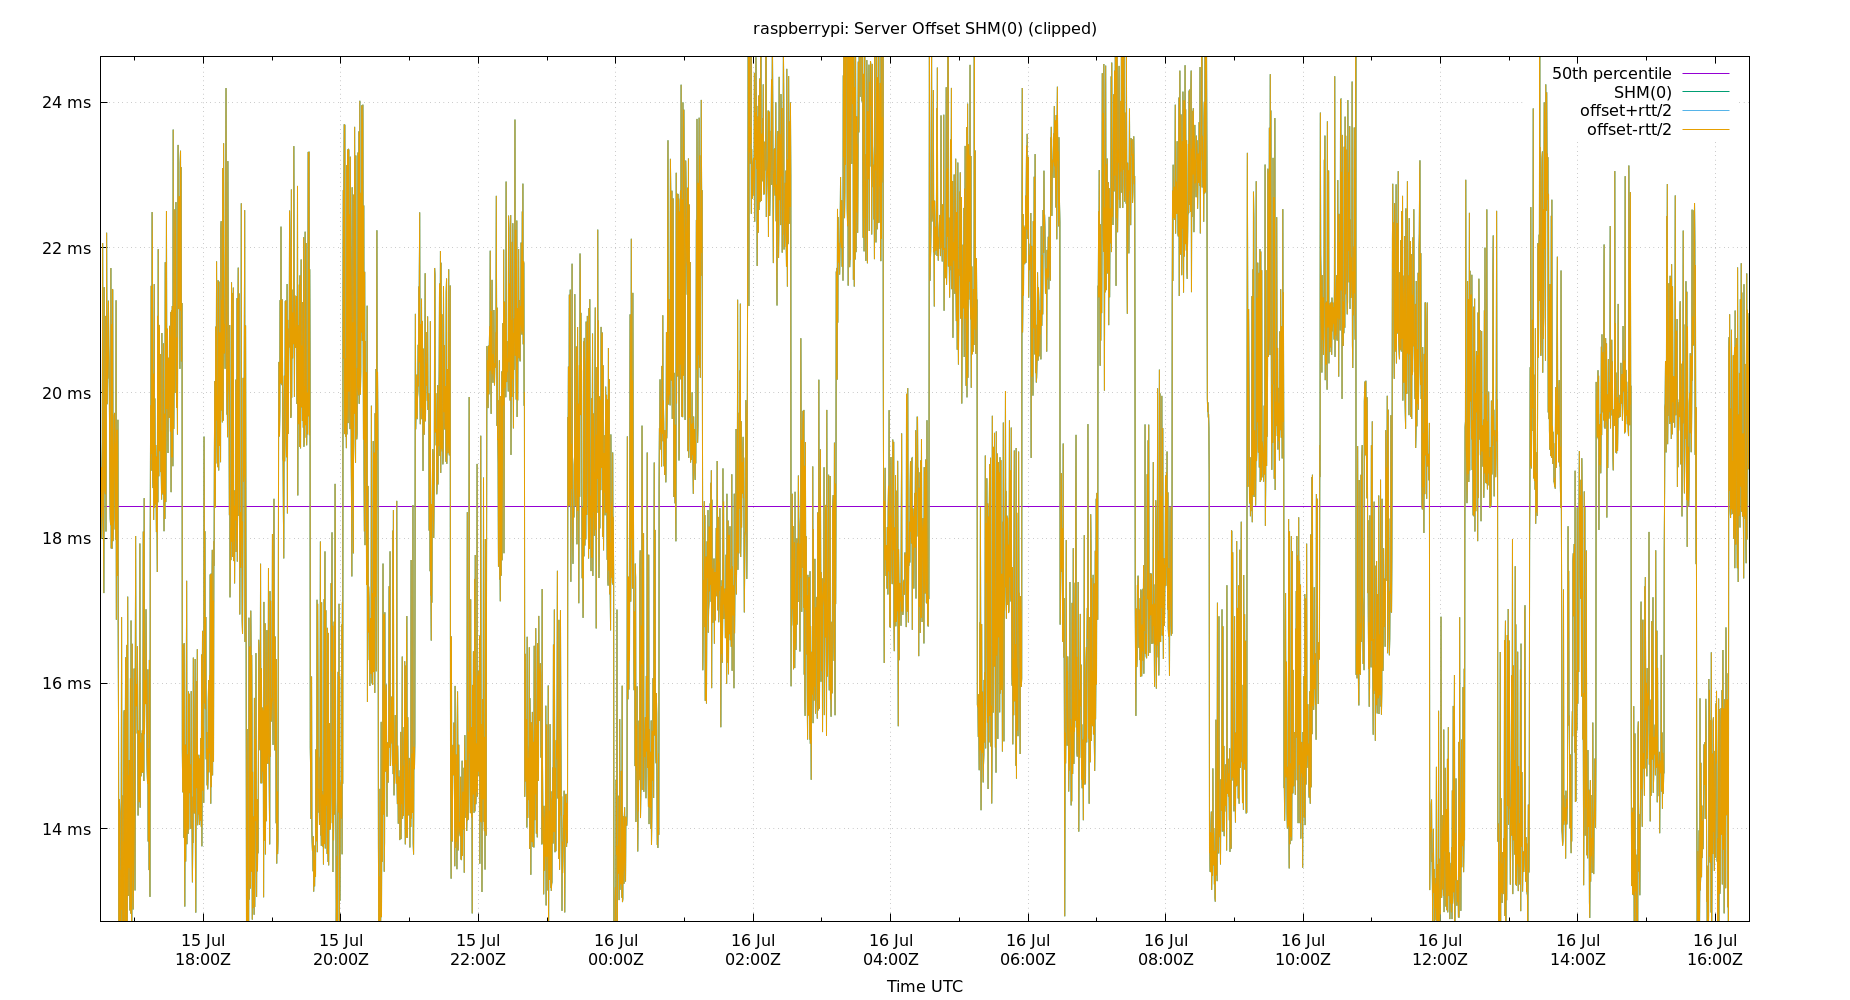 raspberrypi: Server Offset SHM(0) (clipped)
50th percentile
SHM(0)
offset+rtt/2
offset-rtt/2
24 ms
22 ms
20 ms
18 ms
16 ms
14 ms
15 Jul 15 Jul 15 Jul 16 Jul 16 Jul 16 Jul 16 Jul 16 Jul 16 Jul 16 Jul 16 Jul 16 Jul
18:00Z 20:00Z 22:00Z 00:00Z 02:00Z 04:00Z 06:00Z 08:00Z 10:00Z 12:00Z 14:00Z 16:00Z
Time UTC